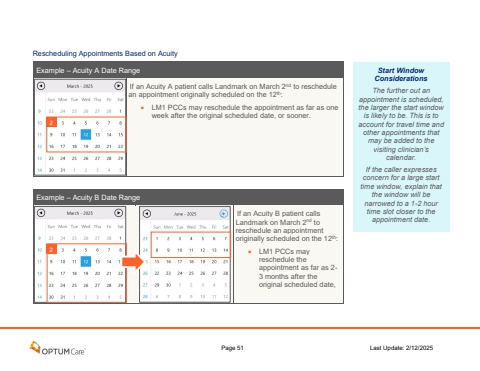 Rescheduling Appointments Based on Acuity
Example – Acuity A Date Range
March - 2025
Sun Mon Tue Wed Thu Fri Sat
9 23 24 25 26 27 28 1
10 2 3 4 5 6 7 8
11 9 10 11 12 13 14 15
12 16 17 18 19 20 21 22
13 23 24 25 26 27 28 29
14 30 31 1 2 3 4 5
If an Acuity A patient calls Landmark on March 2nd to reschedule
an appointment originally scheduled on the 12th:
• LM1 PCCs may reschedule the appointment as far as one
week after the original scheduled date, or sooner.
Start Window
Considerations
The further out an
appointment is scheduled,
the larger the start window
is likely to be. This is to
account for travel time and
other appointments that
may be added to the
visiting clinician's
calendar.
If the caller expresses
concern for a large start
time window, explain that
the window will be
narrowed to a 1-2 hour
time slot closer to the
appointment date.
Example – Acuity B Date Range
March - 2025
Sun Mon Tue Wed Thu Fri Sat
9 23 24 25 26 27 28 1
10 2 3 4 5 6 7 8
11 9 10 11 12 13 14 15
12 16 17 18 19 20 21 22
13 23 24 25 26 27 28 29
14 30 31 1 2 3 4 5
June - 2025
Sun Mon Tue Wed Thu Fri Sat
23 1 2 3 4 5 6 7
24 8 9 10 11 12 13 14
25 15 16 17 18 19 20 21
26 22 23 24 25 26 27 28
27 29 30 1 2 3 4 5
28 6 7 8 9 10 11 12
If an Acuity B patient calls
Landmark on March 2nd to
reschedule an appointment
originally scheduled on the 12th:
• LM1 PCCs may
reschedule the
appointment as far as 2-
3 months after the
original scheduled date,
OPTUMCare
Page 51
Last Update: 2/12/2025